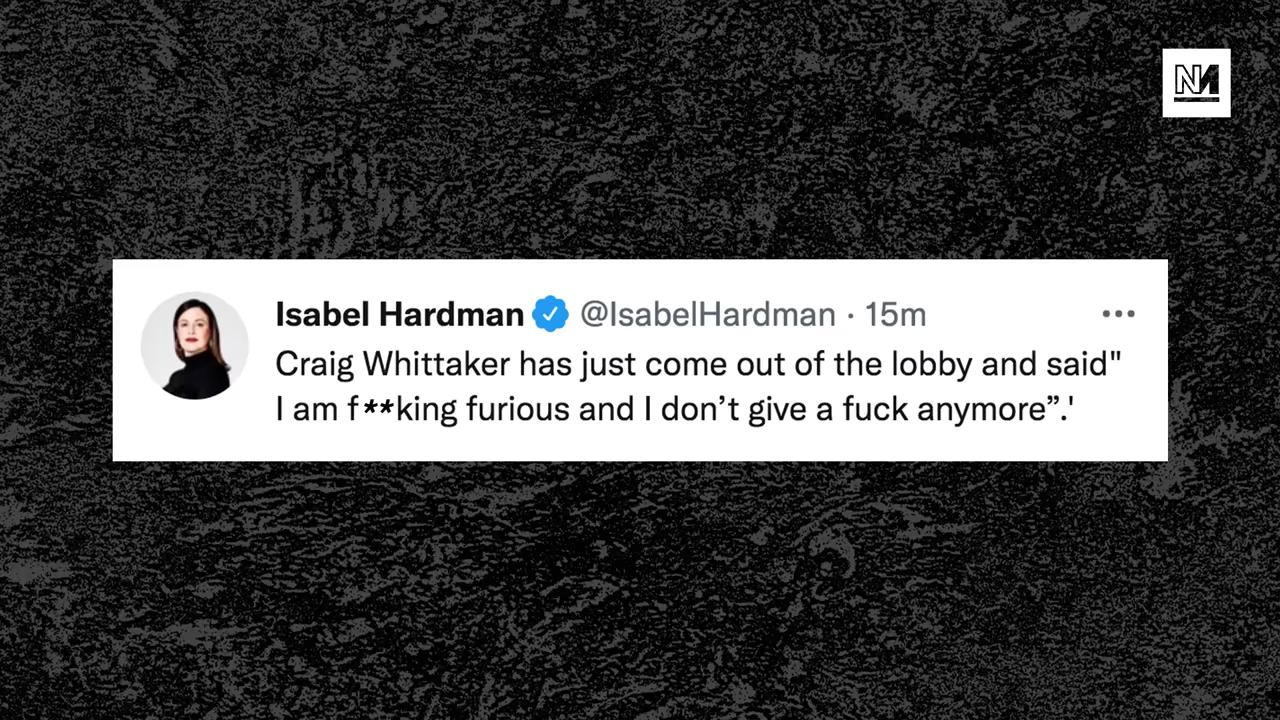 NM
Isabel Hardman @IsabelHardman · 15m
Craig Whittaker has just come out of the lobby and said"
I am f**king furious and I don’t give a fuck anymore”.'